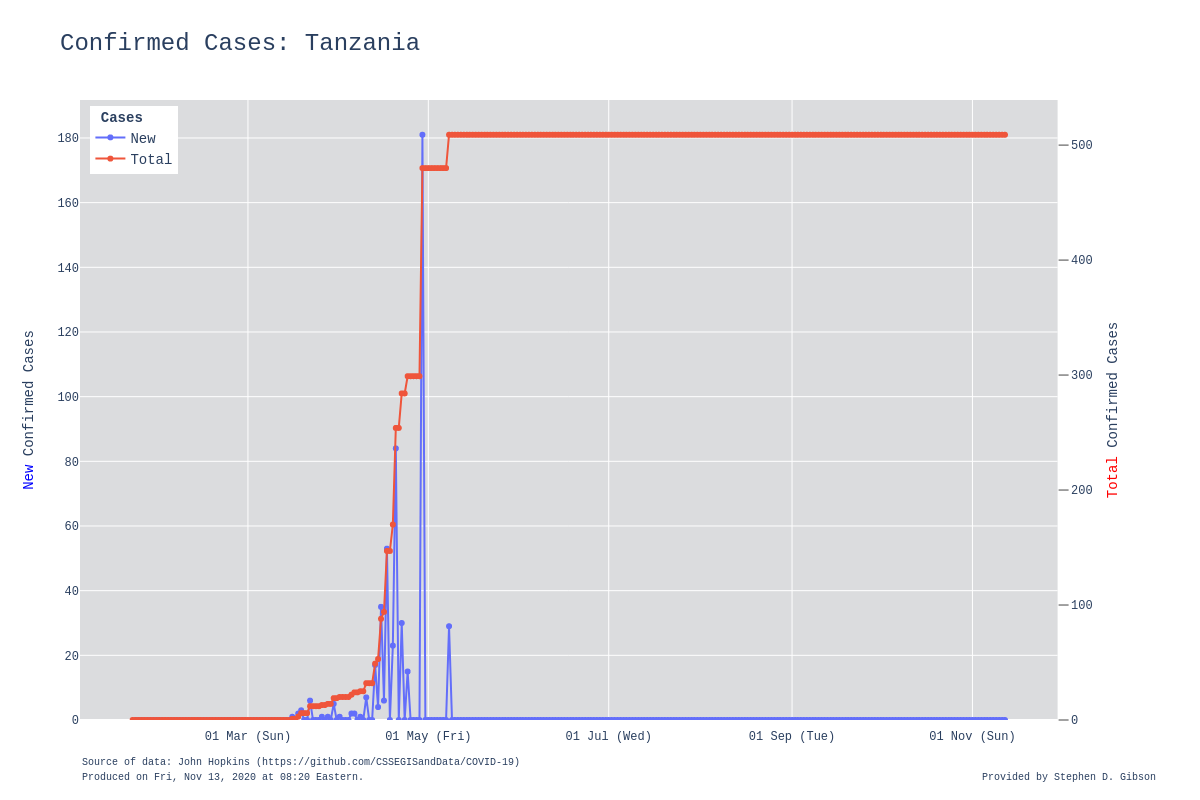 Confirmed Cases: Tanzania
Cases
New
Total
180
160
140
120
100
80
60
40
20
0
500
400
300
200
100
0
New Confirmed Cases
Total Confirmed Cases
01 Mar (Sun)
01 May (Fri)
01 Jul (Wed)
01 Sep (Tue)
01 Nov (Sun)
Source of data: John Hopkins (https://github.com/CSSEGISandData/COVID-19)
Produced on Fri, Nov 13, 2020 at 08:20 Eastern.
Provided by Stephen D. Gibson